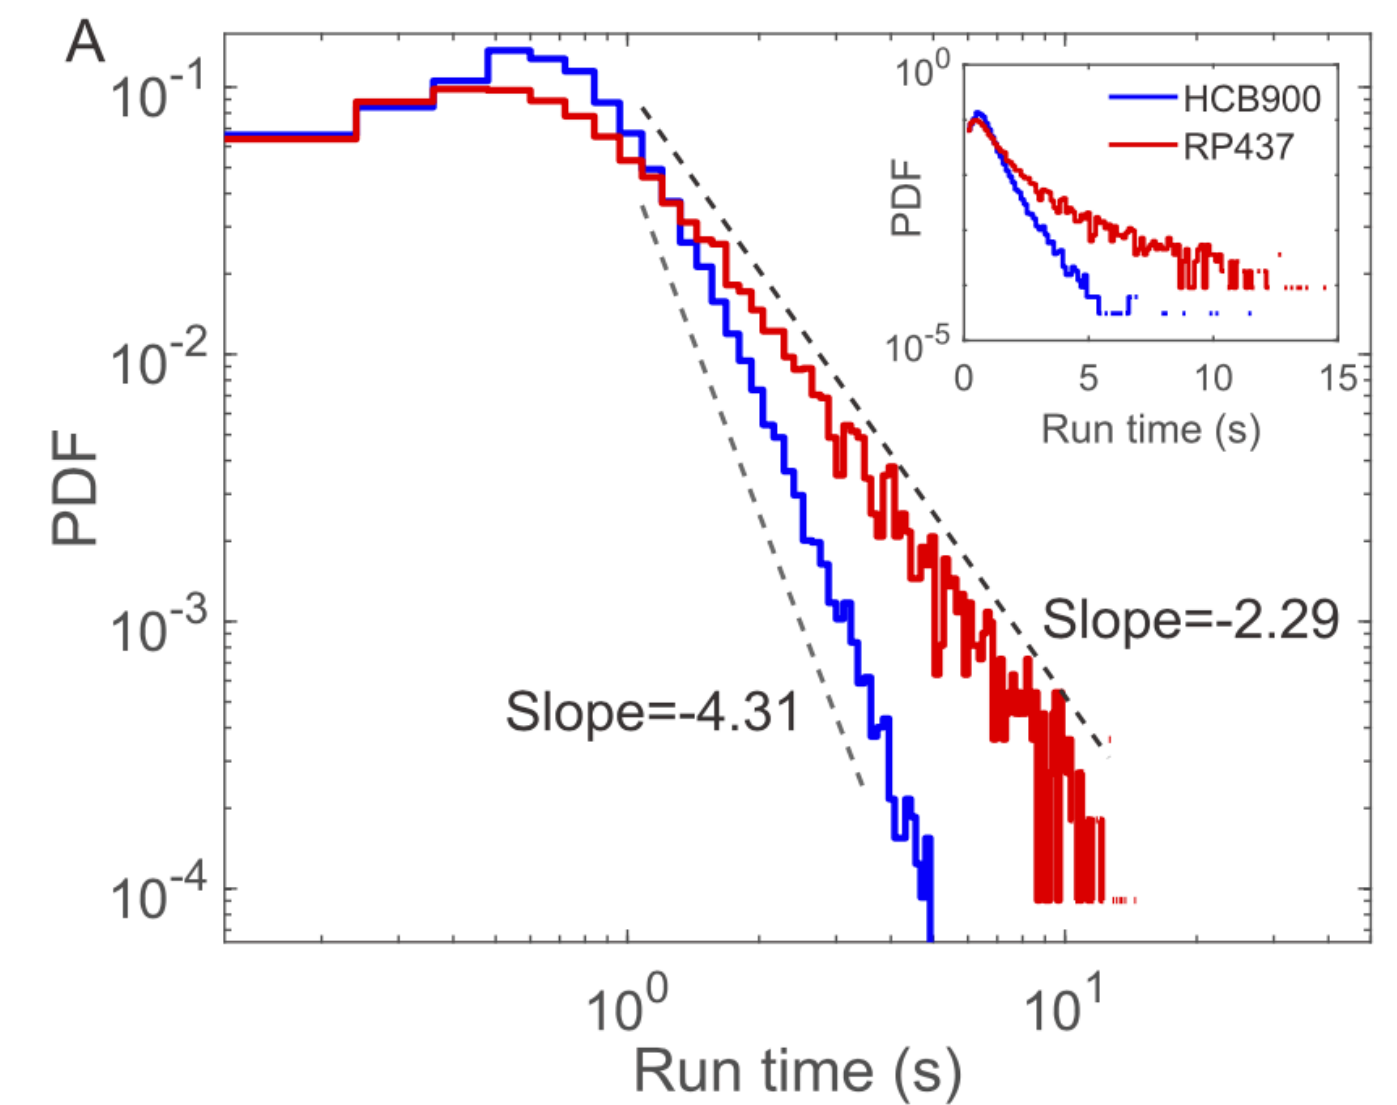 A
10^-1
10^-2
10^-3
10^-4
PDF
10^0
10^1
Run time (s)
Slope=-4.31
Slope=-2.29
10^0
10^-5
PDF
HCB900
RP437
0 5 10 15
Run time (s)